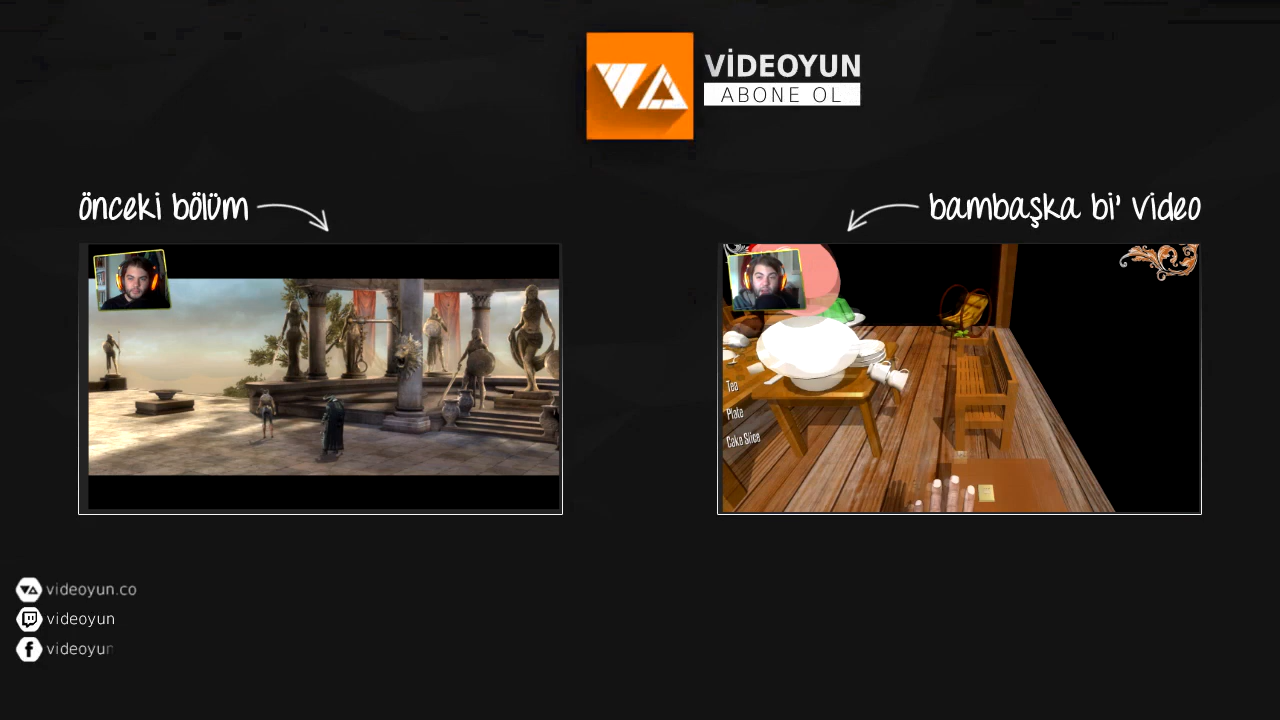 VİDEOYUN
ABONE OL
önceki bölüm
bambaşka bi' video
Tea
Plate
Cake Slice
videoyun.co
videoyun
videoyun